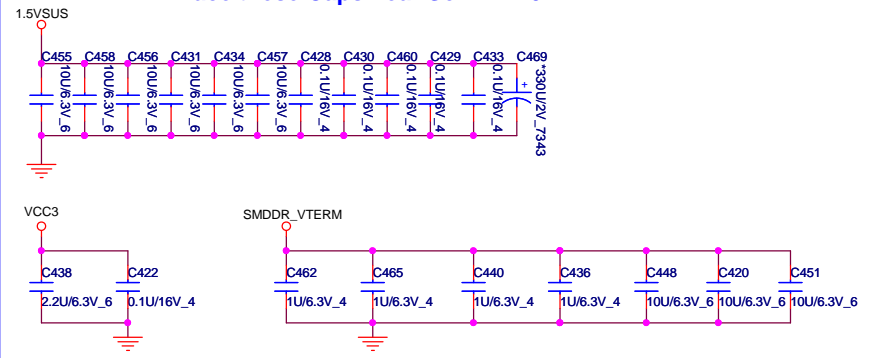 1.5VSUS
C455
C458
C456
C431
C434
C457
C428
C430
C460
C429
C433
C469
10U/6.3V_6
10U/6.3V_6
10U/6.3V_6
10U/6.3V_6
10U/6.3V_6
10U/6.3V_6
0.1U/16V_4
0.1U/16V_4
0.1U/16V_4
0.1U/16V_4
0.1U/16V_4
+
*330U/2V_7343
VCC3
C438
C422
2.2U/6.3V_6
0.1U/16V_4
SMDDR_VTERM
C462
C465
C440
C436
C448
C420
C451
1U/6.3V_4
1U/6.3V_4
1U/6.3V_4
1U/6.3V_4
10U/6.3V_6
10U/6.3V_6
10U/6.3V_6